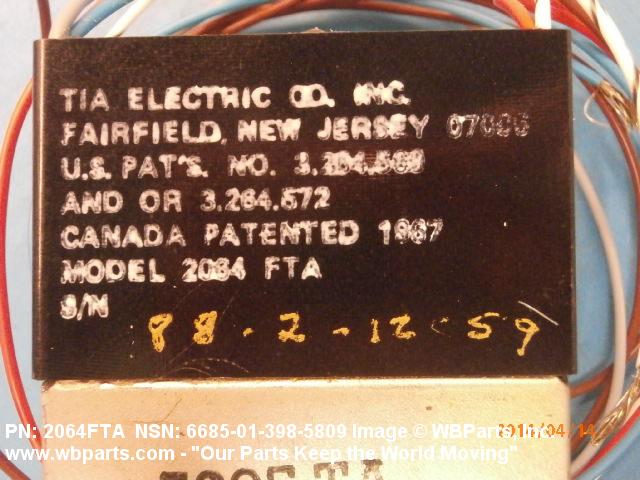 TIA ELECTRIC CO. INC.
FAIRFIELD, NEW JERSEY
U.S. PAT'S. NO.
AND OR 3.264.572
CANADA PATENTED 1967
MODEL 2064 FTA
S/N
88-2-12-59
PN: 2064FTA NSN: 6685-01-398-5809 Image © WBParts, Inc.
www.wbparts.com - "Our Parts Keep the World Moving"